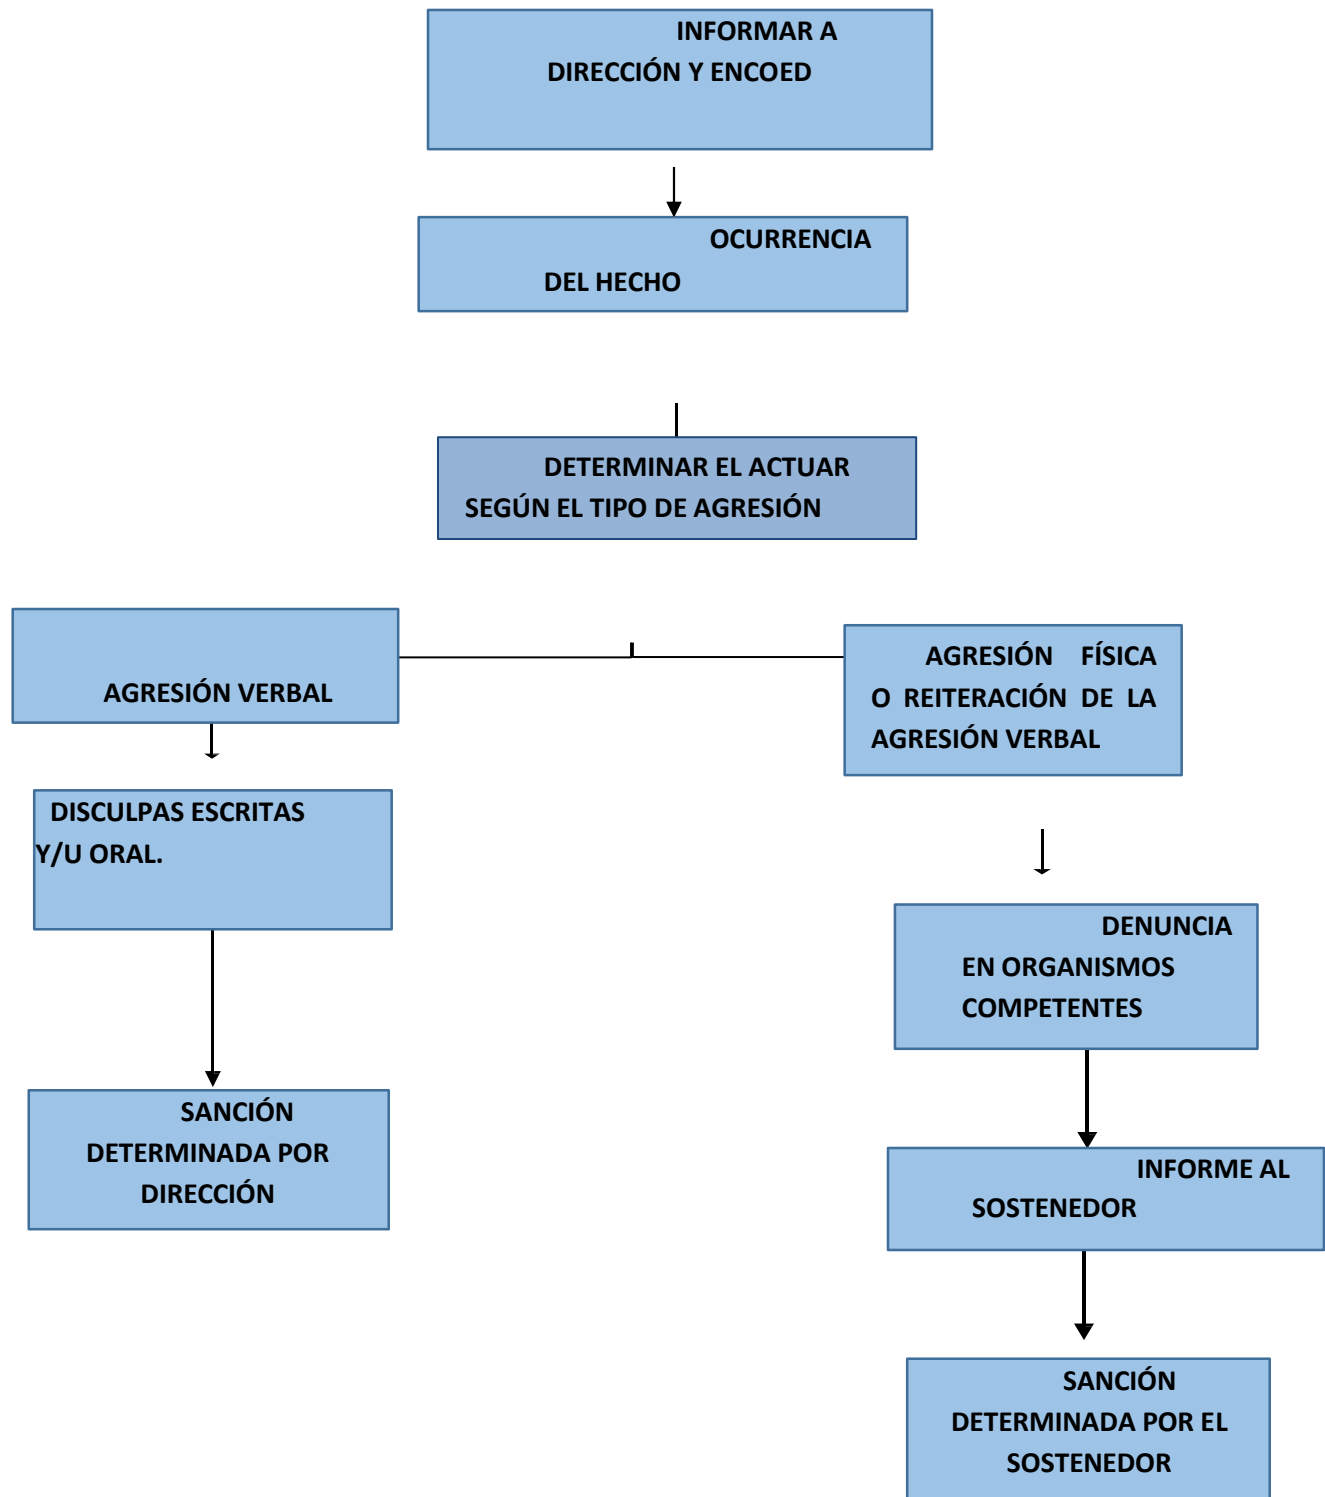 INFORMAR A
DIRECCIÓN Y ENCOED
OCURRENCIA
DEL HECHO
DETERMINAR EL ACTUAR
SEGÚN EL TIPO DE AGRESIÓN
AGRESIÓN VERBAL
DISCULPAS ESCRITAS
Y/U ORAL.
SANCIÓN
DETERMINADA POR
DIRECCIÓN
AGRESIÓN FÍSICA
O REITERACIÓN DE LA
AGRESIÓN VERBAL
DENUNCIA
EN ORGANISMOS
COMPETENTES
INFORME AL
SOSTENEDOR
SANCIÓN
DETERMINADA POR EL
SOSTENEDOR